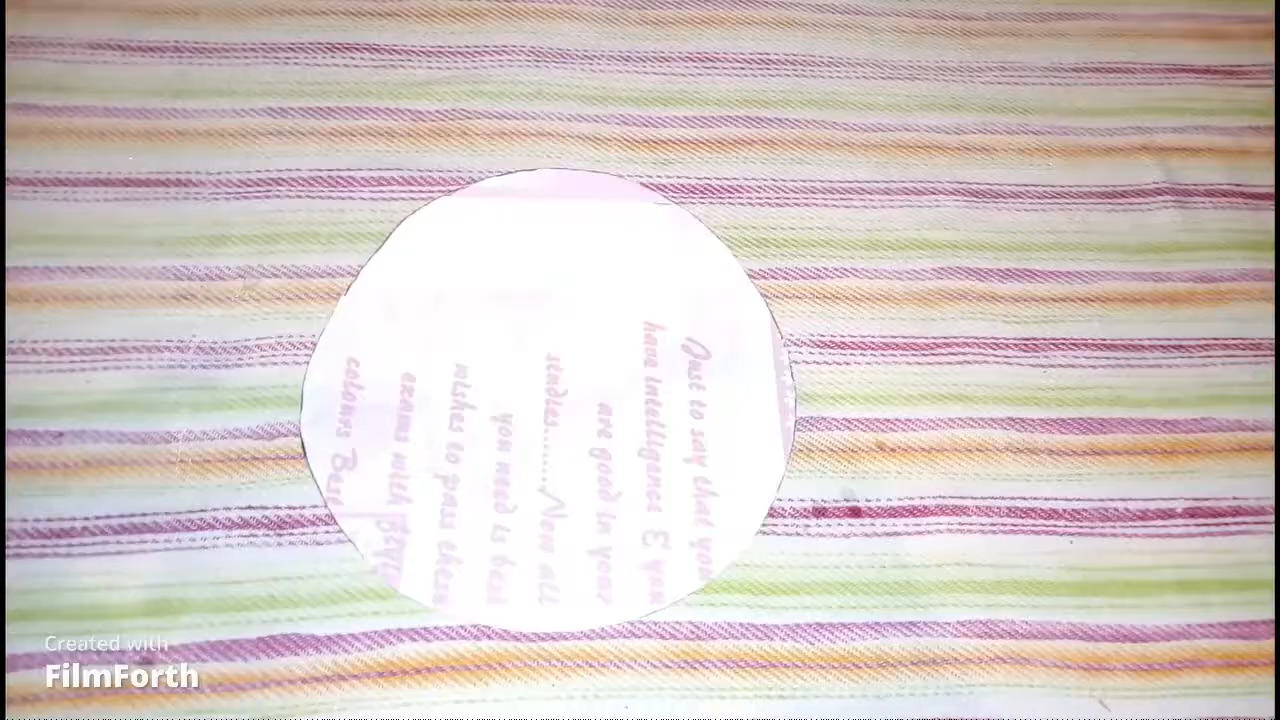 Just to say that you
have intelligence & you
are good in your
studies.......Now all
you need is best
wishes to pass these
exams with
colours Best
Created with
FilmForth